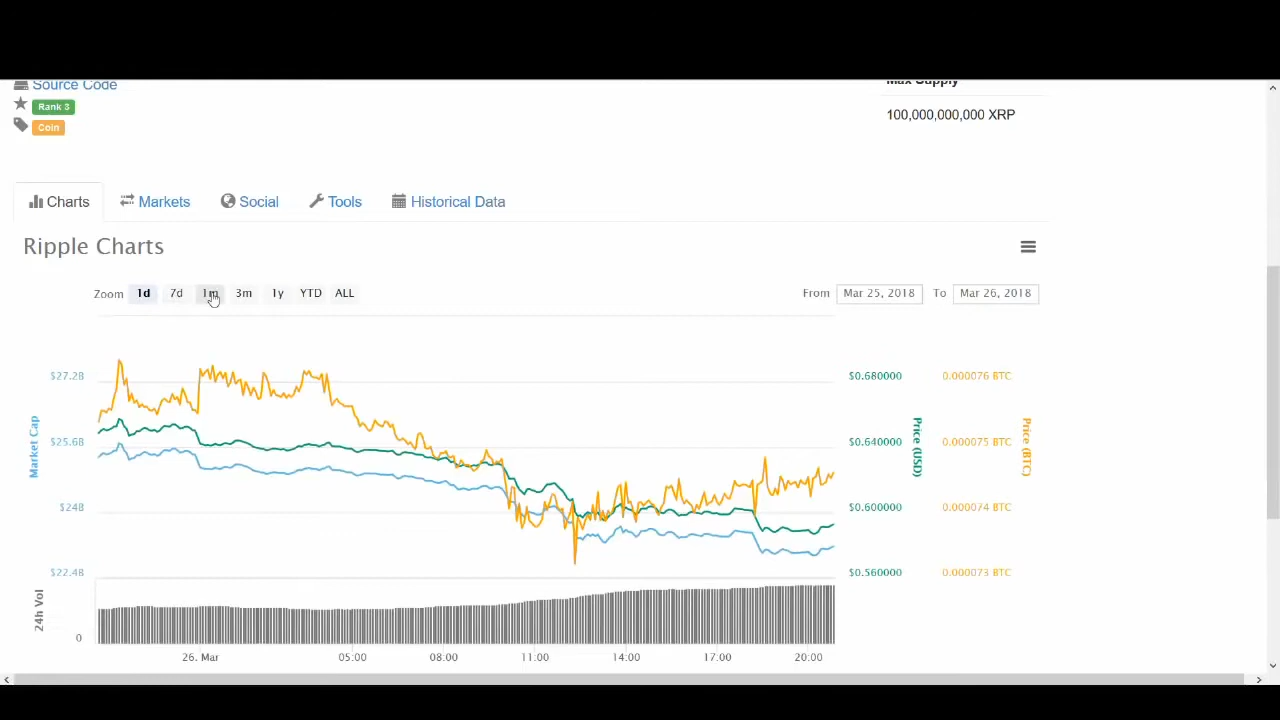 Source Code
Max Supply
Rank 3
100,000,000,000 XRP
Coin
Charts Markets Social Tools Historical Data
Ripple Charts
Zoom 1d 7d 1m 3m 1y YTD ALL From Mar 25, 2018 To Mar 26, 2018
$27.2B $0.680000 0.000076 BTC
$25.6B $0.640000 0.000075 BTC
Market Cap
Price (USD)
Price (BTC)
$24B $0.600000 0.000074 BTC
$22.4B $0.560000 0.000073 BTC
24h Vol
0
26. Mar 05:00 08:00 11:00 14:00 17:00 20:00